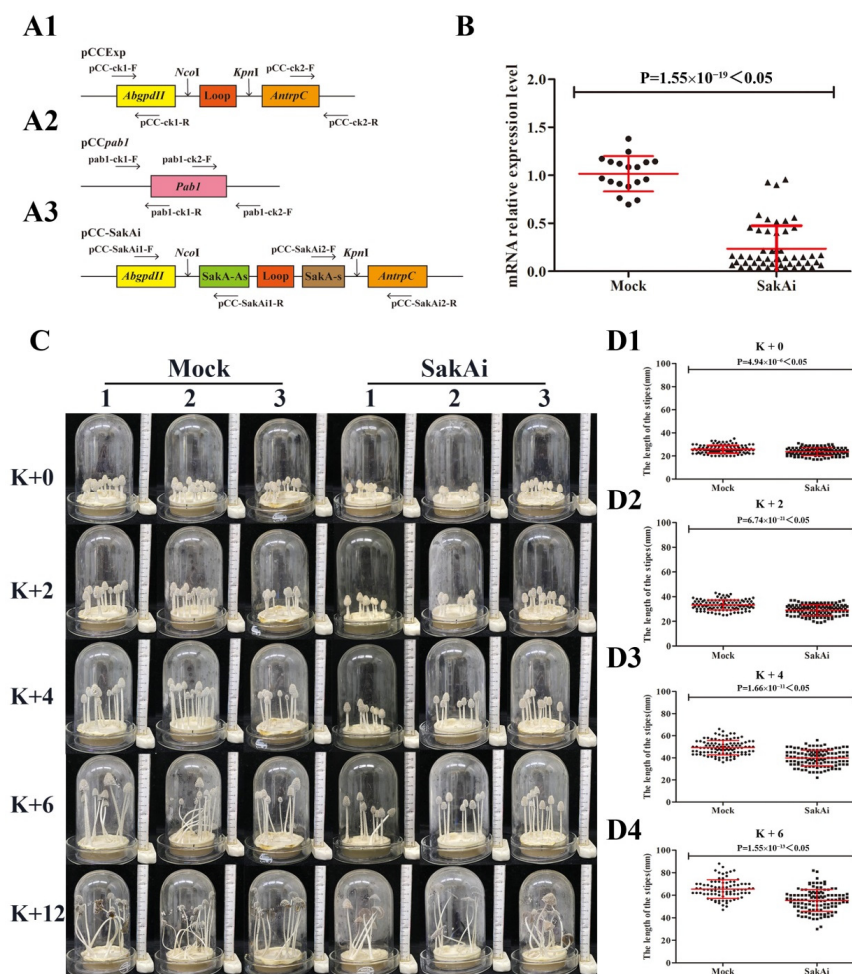 A1
pCCExp
pCC-ck1-F
NcoI
KpnI
pCC-ck2-F
AbgpdII
Loop
AntrpC
pCC-ck1-R
pCC-ck2-R
A2
pCCpab1
pab1-ck1-F
pab1-ck2-F
Pab1
pab1-ck1-R
pab1-ck2-F
A3
pCC-SakAi
pCC-SakAi1-F
NcoI
pCC-SakAi2-F
KpnI
AbgpdII
SakA-As
Loop
SakA-s
AntrpC
pCC-SakAi1-R
pCC-SakAi2-R
B
P=1.55×10⁻¹⁹<0.05
mRNA relative expression level
2.0
1.5
1.0
0.5
0.0
Mock
SakAi
C
Mock
SakAi
1 2 3 1 2 3
K+0
K+2
K+4
K+6
K+12
D1
K + 0
P=4.94×10⁻⁶<0.05
The length of the stipes(mm)
100
80
60
40
20
0
Mock
SakAi
D2
K + 2
P=6.74×10⁻²¹<0.05
The length of the stipes(mm)
100
80
60
40
20
0
Mock
SakAi
D3
K + 4
P=1.66×10⁻¹¹<0.05
The length of the stipes(mm)
100
80
60
40
20
0
Mock
SakAi
D4
K + 6
P=1.55×10⁻¹³<0.05
The length of the stipes(mm)
100
80
60
40
20
0
Mock
SakAi